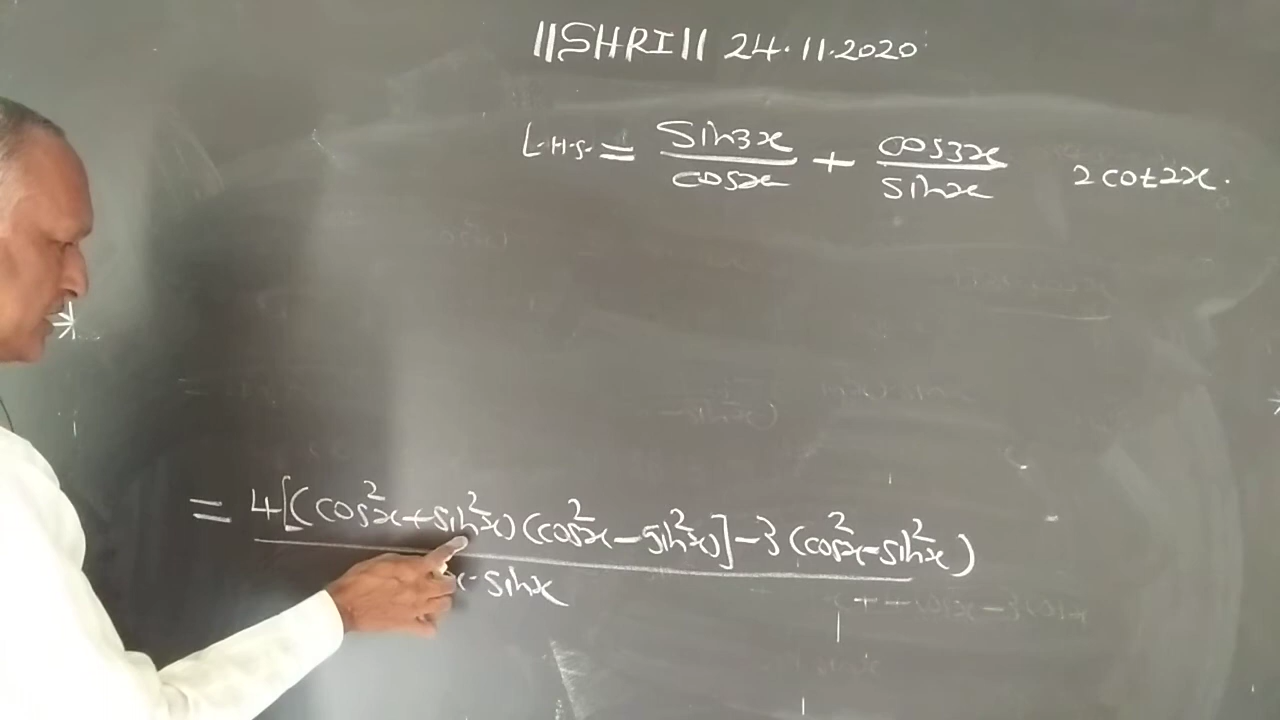 ||SHRI|| 24.11.2020
L.H.S. = sin3x/cosx + cos3x/sinx 2cot2x.
= 4[(cos²x+sin²x)(cos²x-sin²x)]-3(cos²x-sin²x)
x·sinx